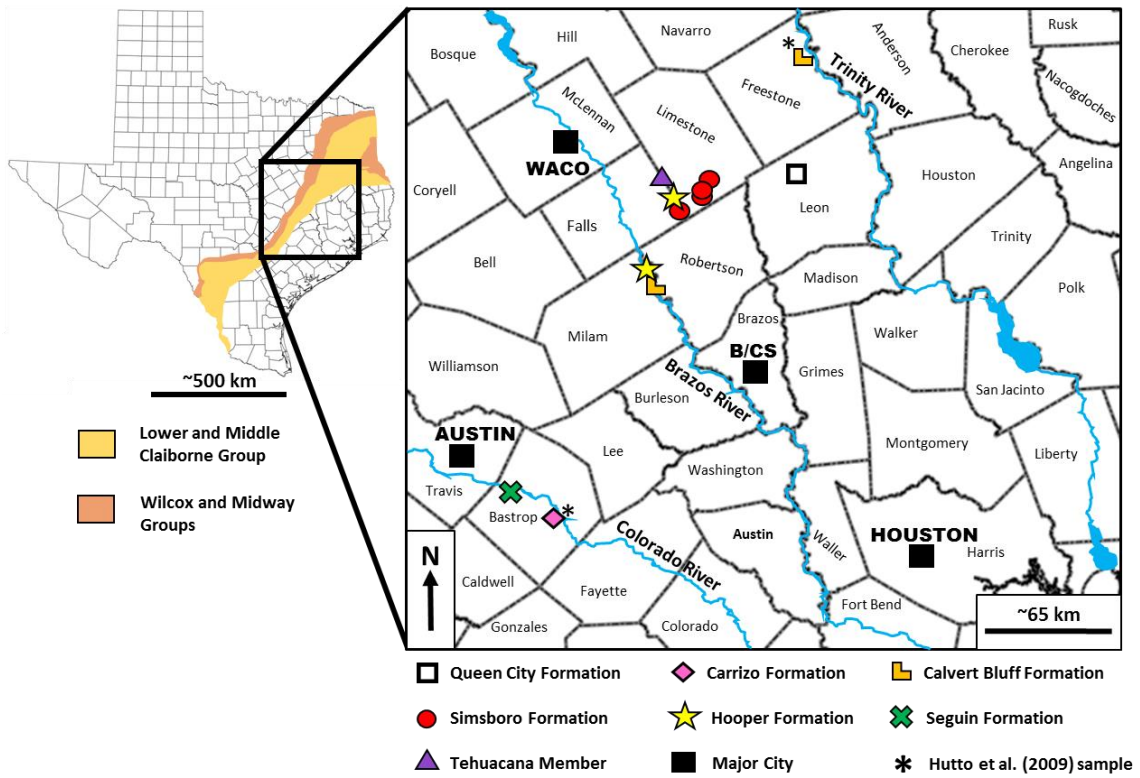 ~500 km
Lower and Middle
Claiborne Group
Wilcox and Midway
Groups
Bosque
Hill
Navarro
Anderson
Cherokee
Rusk
Nacogdoches
McLennan
Limestone
Freestone
*
Trinity River
WACO
Coryell
Falls
Leon
Houston
Angelina
Trinity
Bell
Robertson
Madison
Polk
Milam
Brazos
B/CS
Walker
Grimes
San Jacinto
Williamson
Burleson
Brazos River
AUSTIN
Lee
Montgomery
Liberty
Travis
Washington
Bastrop
*
Colorado River
Austin
Waller
HOUSTON
Harris
N
Caldwell
Fayette
Fort Bend
Gonzales
Colorado
~65 km
Queen City Formation
Carrizo Formation
Calvert Bluff Formation
Simsboro Formation
Hooper Formation
Seguin Formation
Tehuacana Member
Major City
* Hutto et al. (2009) sample